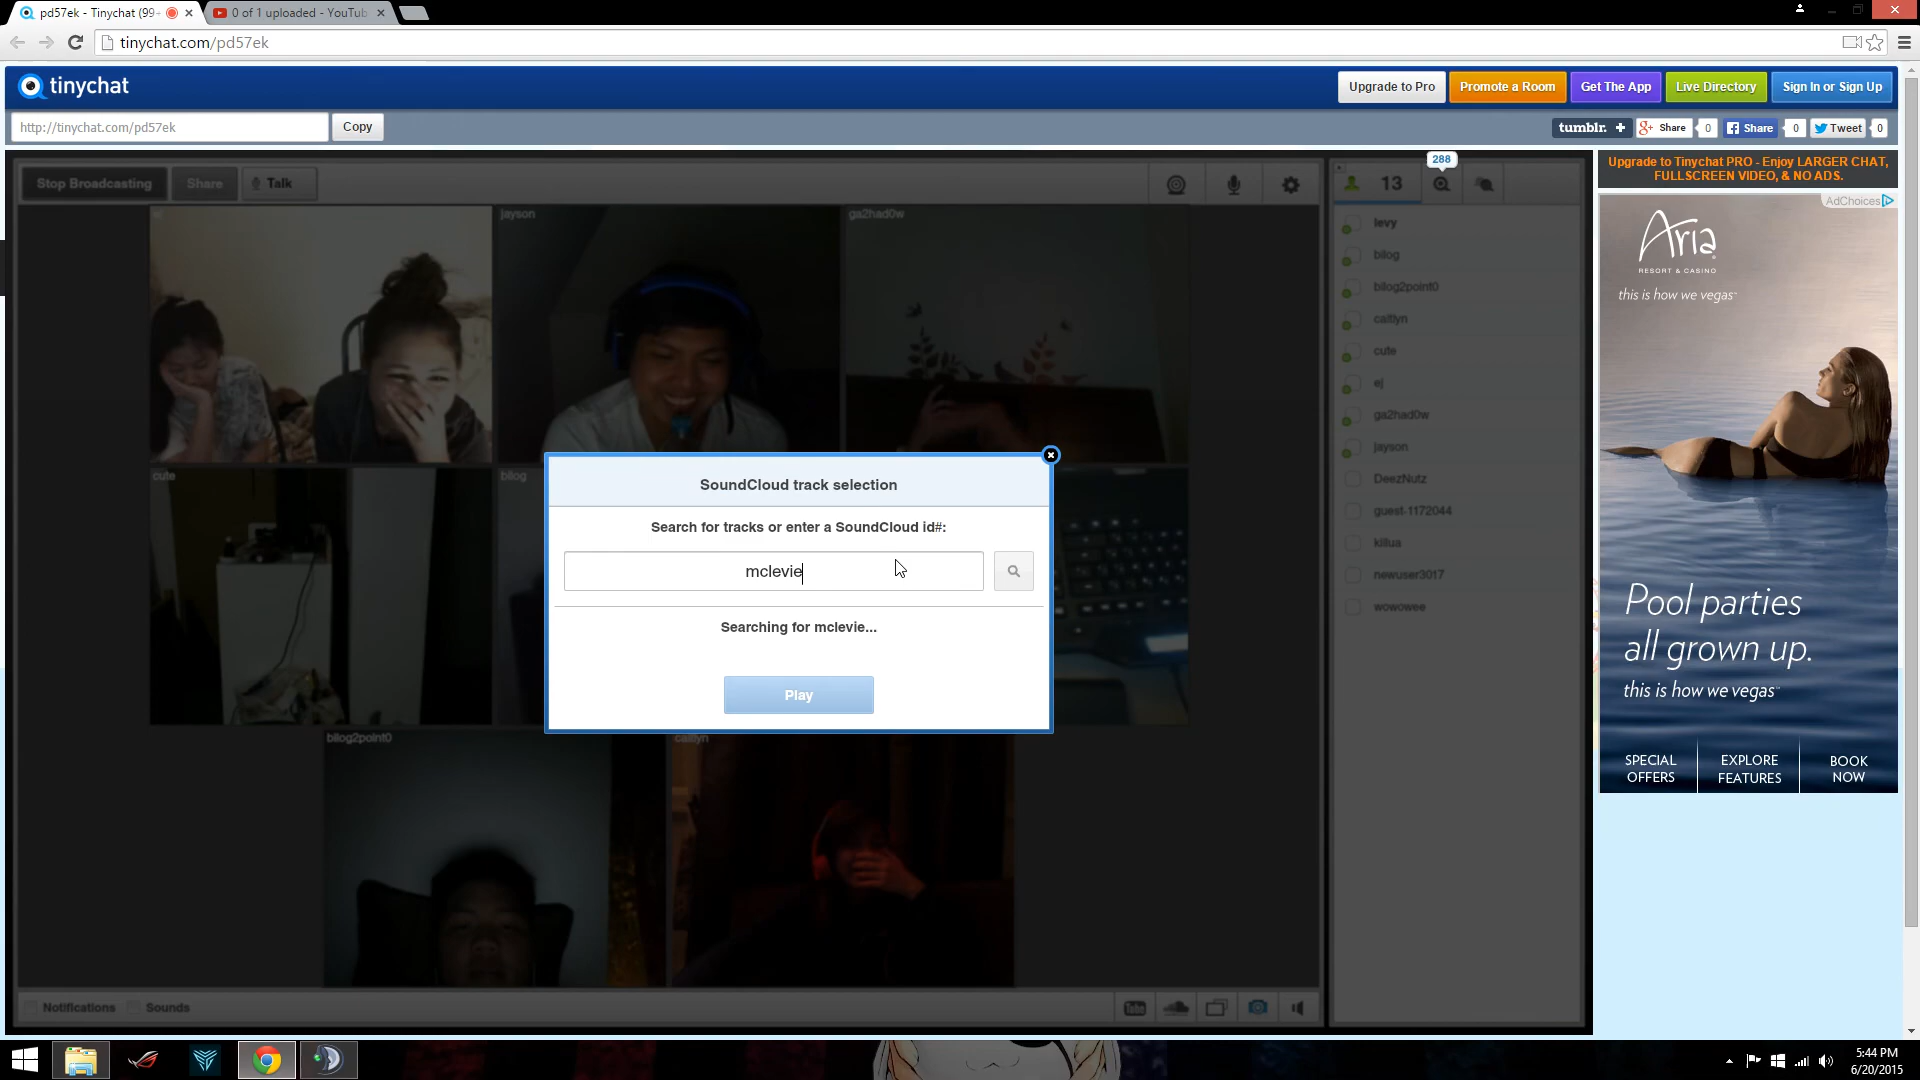 pd57ek - Tinychat (99+
0 of 1 uploaded - YouTub
tinychat.com/pd57ek
tinychat
Upgrade to Pro
Promote a Room
Get The App
Live Directory
Sign In or Sign Up
http://tinychat.com/pd57ek
Copy
tumblr. +
g+ Share 0
Share 0
Tweet 0
Stop Broadcasting
Share
Talk
13
288
Upgrade to Tinychat PRO - Enjoy LARGER CHAT,
FULLSCREEN VIDEO, & NO ADS.
AdChoices
jayson
ga2had0w
levy
bilog
bilog2point0
caitlyn
cute
ej
ga2had0w
jayson
DeezNutz
guest-1172044
killua
newuser3017
wowowee
cute
bilog
SoundCloud track selection
Search for tracks or enter a SoundCloud id#:
mclevie
Searching for mclevie...
Play
bilog2point0
caitlyn
Notifications
Sounds
You Tube
Aria
RESORT & CASINO
this is how we vegas™
Pool parties
all grown up.
this is how we vegas™
SPECIAL
OFFERS
EXPLORE
FEATURES
BOOK
NOW
5:44 PM
6/20/2015